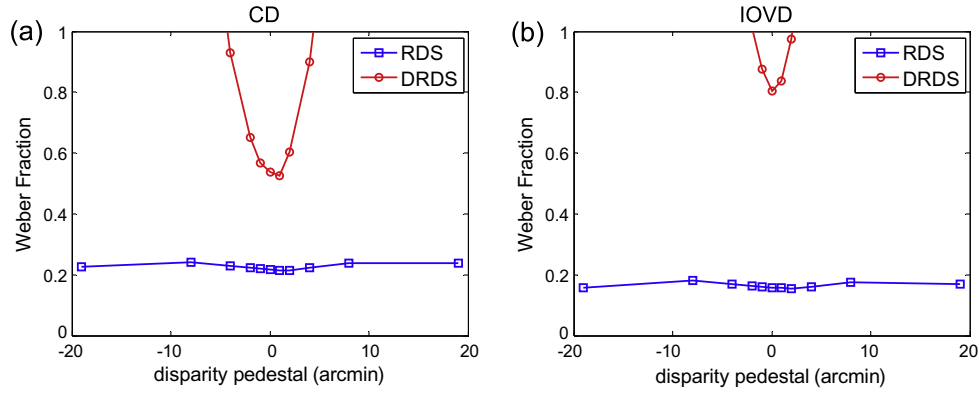 (a)
CD
Weber Fraction
1
0.8
0.6
0.4
0.2
0
-20
-10
0
10
20
disparity pedestal (arcmin)
RDS
DRDS
(b)
IOVD
Weber Fraction
1
0.8
0.6
0.4
0.2
0
-20
-10
0
10
20
disparity pedestal (arcmin)
RDS
DRDS